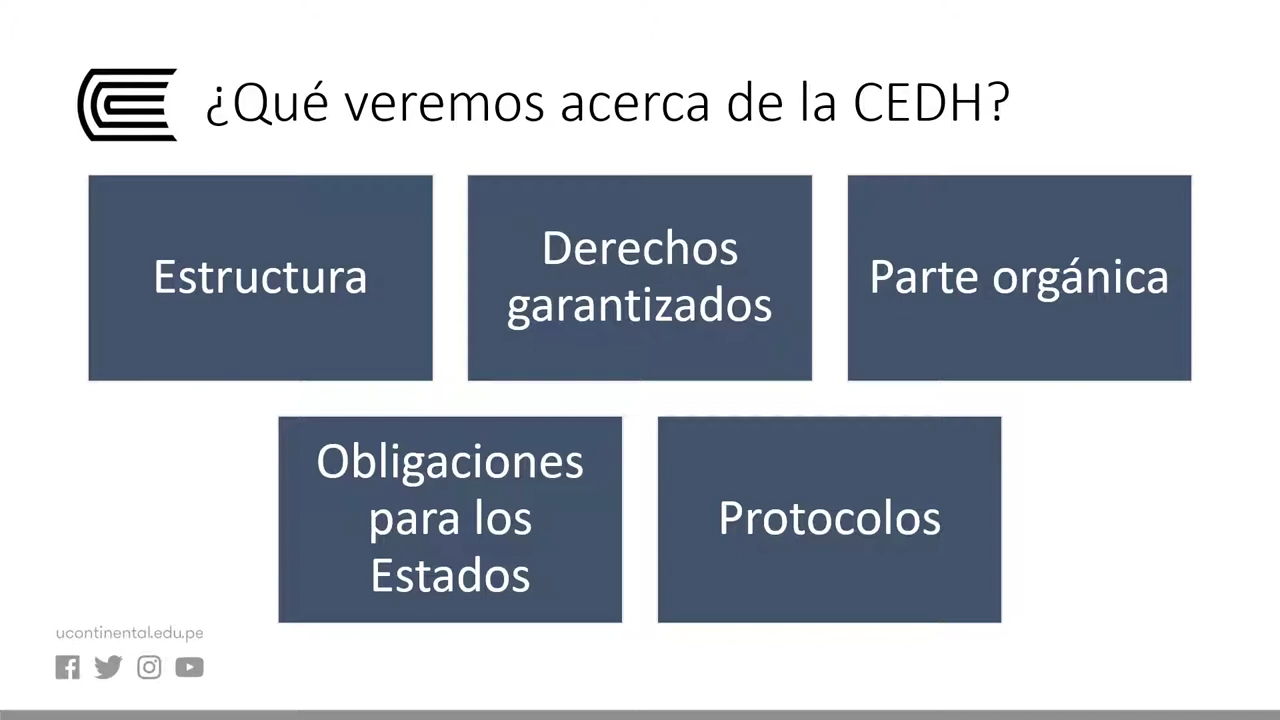 ¿Qué veremos acerca de la CEDH?
Estructura
Derechos
garantizados
Parte orgánica
Obligaciones
para los
Estados
Protocolos
ucontinental.edu.pe